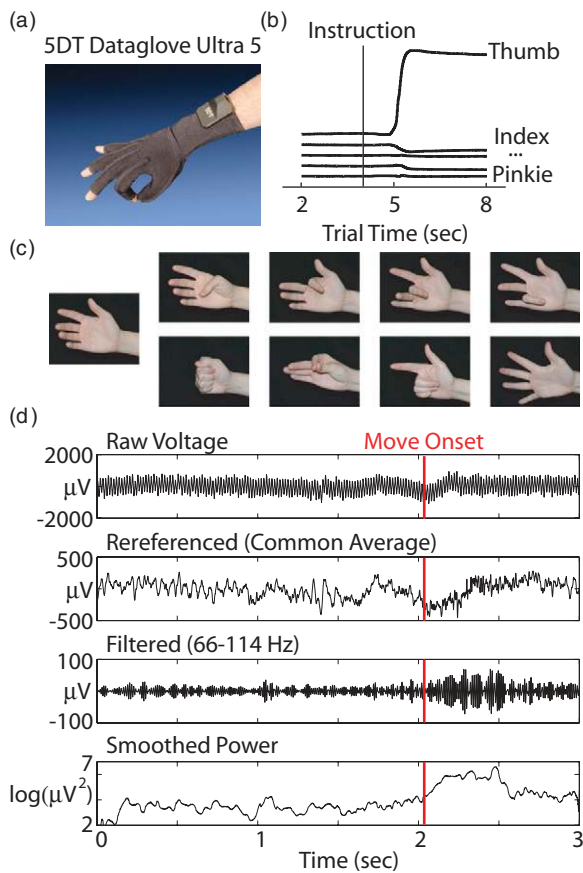 (a)
5DT Dataglove Ultra 5
(b)
Instruction
Thumb
Index
...
Pinkie
2 5 8
Trial Time (sec)
(c)
(d)
Raw Voltage
Move Onset
2000
μV
-2000
Rereferenced (Common Average)
500
μV
-500
Filtered (66-114 Hz)
100
μV
-100
Smoothed Power
7
log(μV²)
2
0 1 2 3
Time (sec)